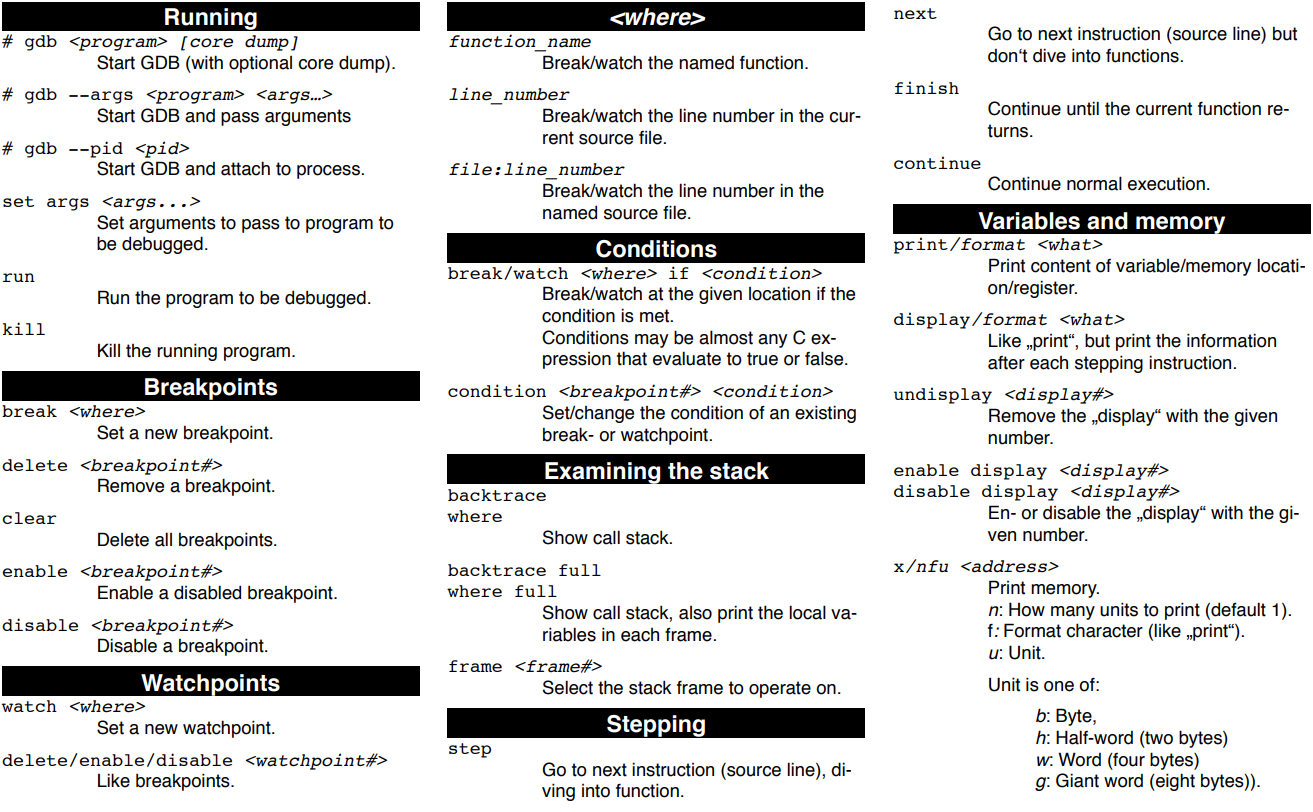 Running
# gdb <program> [core dump]
Start GDB (with optional core dump).
# gdb --args <program> <args…>
Start GDB and pass arguments
# gdb --pid <pid>
Start GDB and attach to process.
set args <args...>
Set arguments to pass to program to
be debugged.
run
Run the program to be debugged.
kill
Kill the running program.
Breakpoints
break <where>
Set a new breakpoint.
delete <breakpoint#>
Remove a breakpoint.
clear
Delete all breakpoints.
enable <breakpoint#>
Enable a disabled breakpoint.
disable <breakpoint#>
Disable a breakpoint.
Watchpoints
watch <where>
Set a new watchpoint.
delete/enable/disable <watchpoint#>
Like breakpoints.
<where>
function_name
Break/watch the named function.
line_number
Break/watch the line number in the cur-
rent source file.
file:line_number
Break/watch the line number in the
named source file.
Conditions
break/watch <where> if <condition>
Break/watch at the given location if the
condition is met.
Conditions may be almost any C ex-
pression that evaluate to true or false.
condition <breakpoint#> <condition>
Set/change the condition of an existing
break- or watchpoint.
Examining the stack
backtrace
where
Show call stack.
backtrace full
where full
Show call stack, also print the local va-
riables in each frame.
frame <frame#>
Select the stack frame to operate on.
Stepping
step
Go to next instruction (source line), di-
ving into function.
next
Go to next instruction (source line) but
don‘t dive into functions.
finish
Continue until the current function re-
turns.
continue
Continue normal execution.
Variables and memory
print/format <what>
Print content of variable/memory locati-
on/register.
display/format <what>
Like „print“, but print the information
after each stepping instruction.
undisplay <display#>
Remove the „display“ with the given
number.
enable display <display#>
disable display <display#>
En- or disable the „display“ with the gi-
ven number.
x/nfu <address>
Print memory.
n: How many units to print (default 1).
f: Format character (like „print“).
u: Unit.
Unit is one of:
b: Byte,
h: Half-word (two bytes)
w: Word (four bytes)
g: Giant word (eight bytes)).